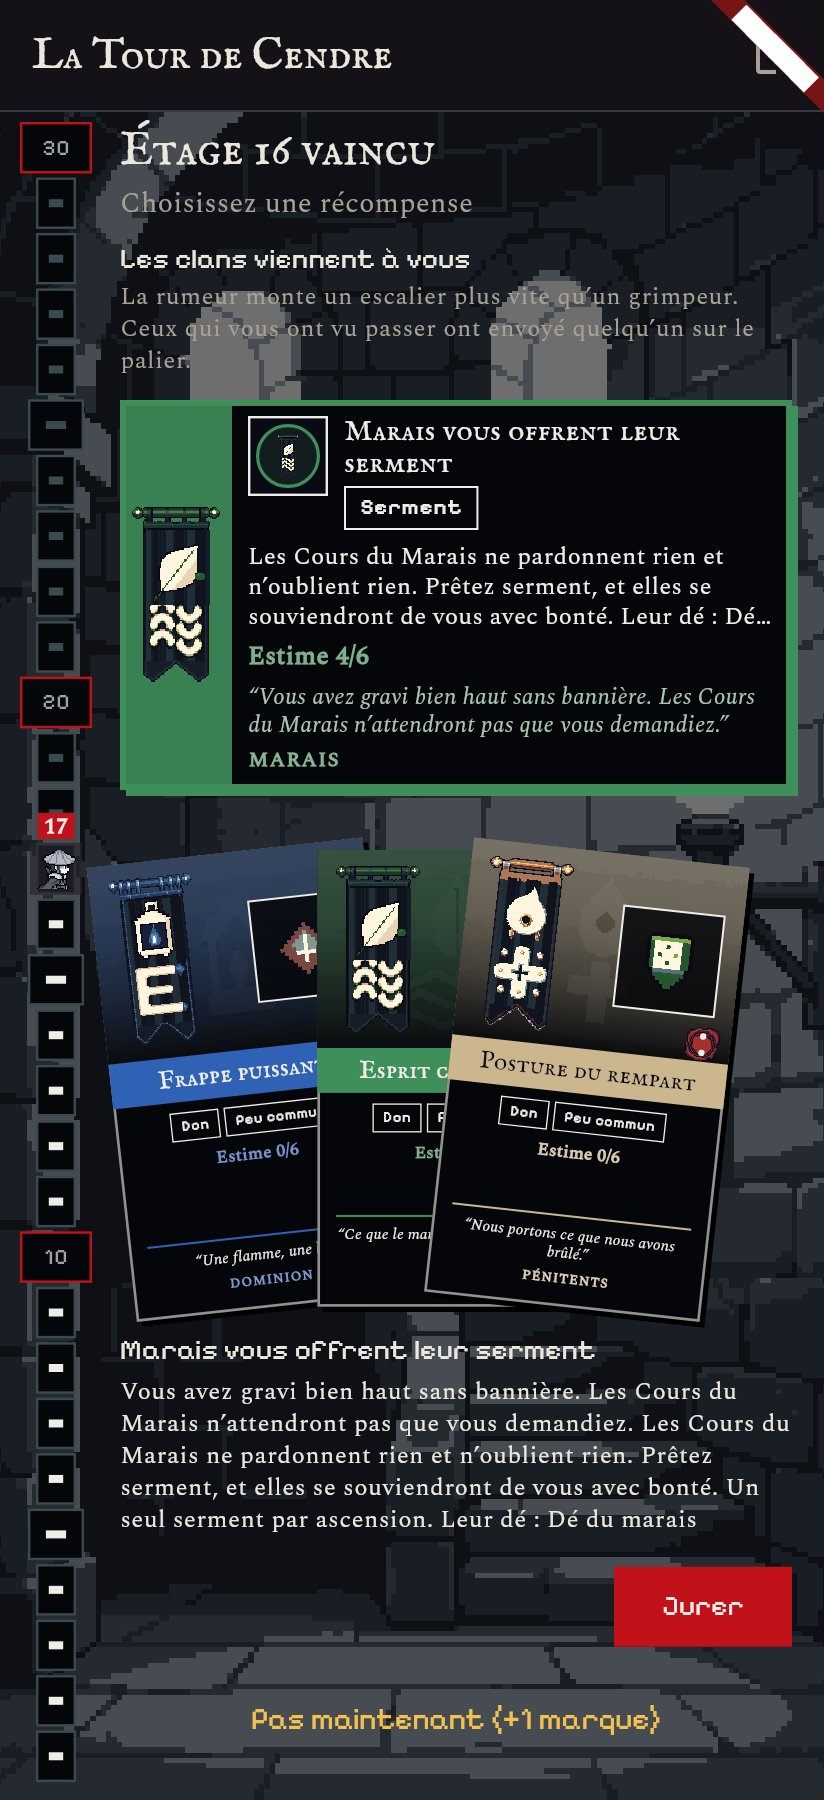 La Tour de Cendre
Étage 16 vaincu
Choisissez une récompense
Les clans viennent à vous
La rumeur monte un escalier plus vite qu’un grimpeur.
Ceux qui vous ont vu passer ont envoyé quelqu’un sur le
palier.
Marais vous offrent leur
serment
Serment
Les Cours du Marais ne pardonnent rien et
n’oublient rien. Prêtez serment, et elles se
souviendront de vous avec bonté. Leur dé : Dé…
Estime 4/6
“Vous avez gravi bien haut sans bannière. Les Cours
du Marais n’attendront pas que vous demandiez.”
MARAIS
30
20
17
10
E
Frappe puissan
Don
Peu commu
Estime 0/6
“Une flamme, une
DOMINION
Esprit c
Don
Est
“Ce que le mar
Posture du rempart
Don
Peu commun
Estime 0/6
“Nous portons ce que nous avons
brûlé.”
PÉNITENTS
Marais vous offrent leur serment
Vous avez gravi bien haut sans bannière. Les Cours du
Marais n’attendront pas que vous demandiez. Les Cours du
Marais ne pardonnent rien et n’oublient rien. Prêtez
serment, et elles se souviendront de vous avec bonté. Un
seul serment par ascension. Leur dé : Dé du marais
Jurer
Pas maintenant (+1 marque)